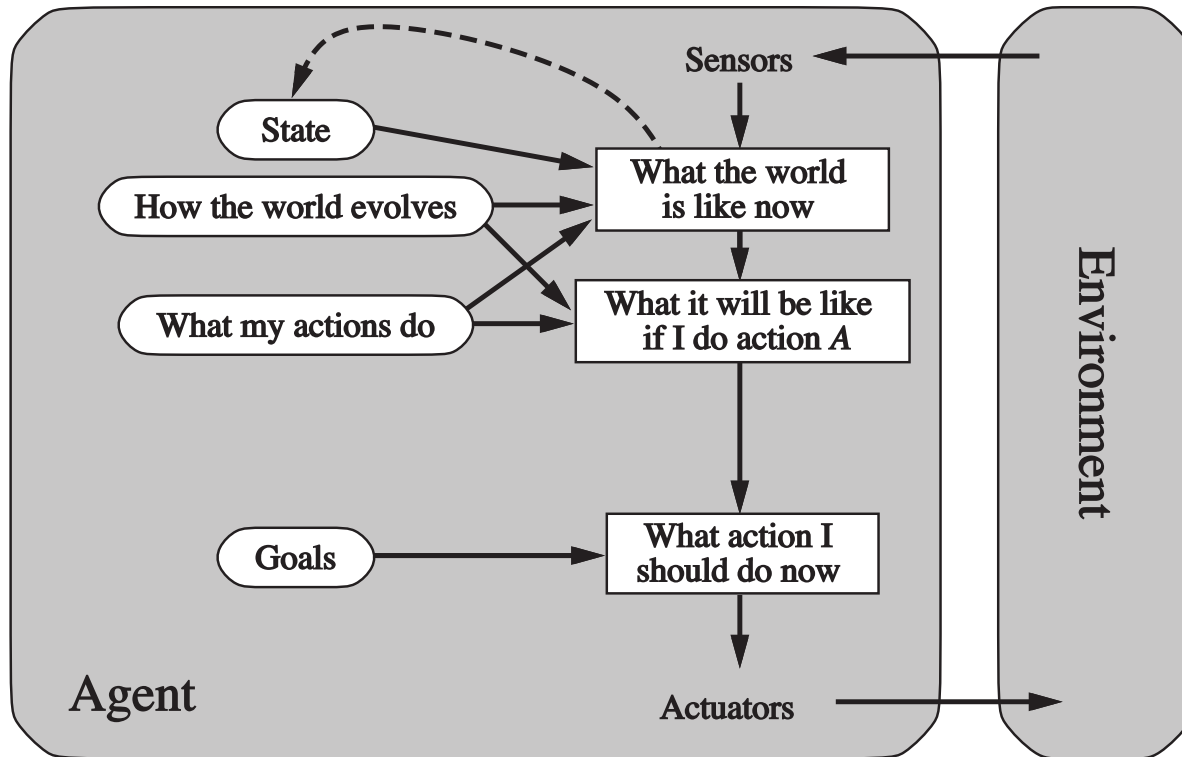 Sensors
State
What the world
is like now
How the world evolves
What it will be like
if I do action A
What my actions do
Environment
What action I
should do now
Goals
Agent
Actuators